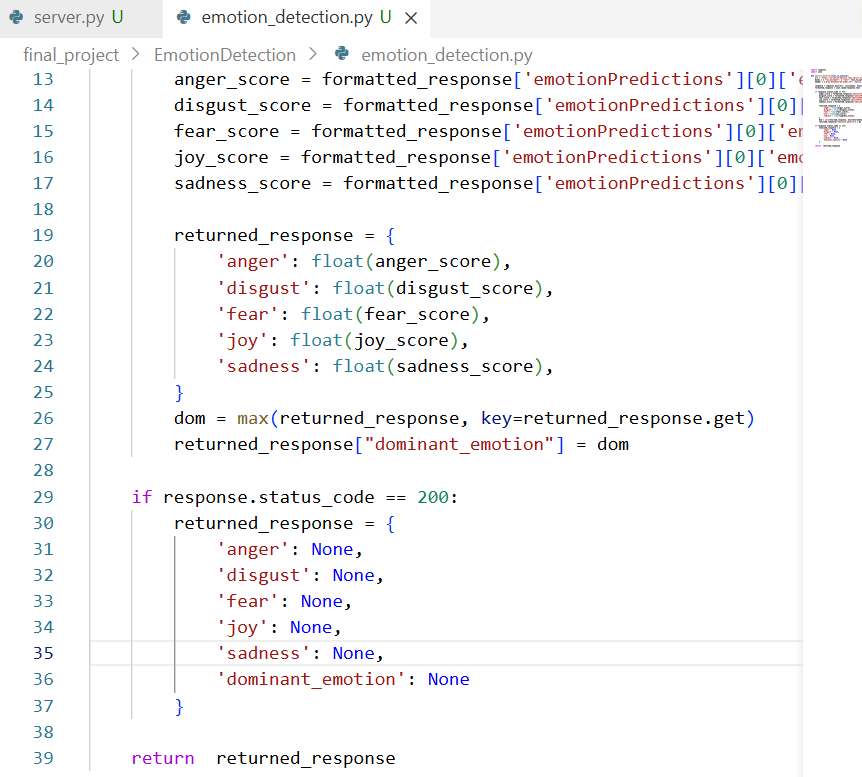 server.py U emotion_detection.py U ×
final_project > EmotionDetection > emotion_detection.py
13 anger_score = formatted_response['emotionPredictions'][0]['e
14 disgust_score = formatted_response['emotionPredictions'][0][
15 fear_score = formatted_response['emotionPredictions'][0]['em
16 joy_score = formatted_response['emotionPredictions'][0]['emo
17 sadness_score = formatted_response['emotionPredictions'][0][
18
19 returned_response = {
20 'anger': float(anger_score),
21 'disgust': float(disgust_score),
22 'fear': float(fear_score),
23 'joy': float(joy_score),
24 'sadness': float(sadness_score),
25 }
26 dom = max(returned_response, key=returned_response.get)
27 returned_response["dominant_emotion"] = dom
28
29 if response.status_code == 200:
30 returned_response = {
31 'anger': None,
32 'disgust': None,
33 'fear': None,
34 'joy': None,
35 'sadness': None,
36 'dominant_emotion': None
37 }
38
39 return  returned_response